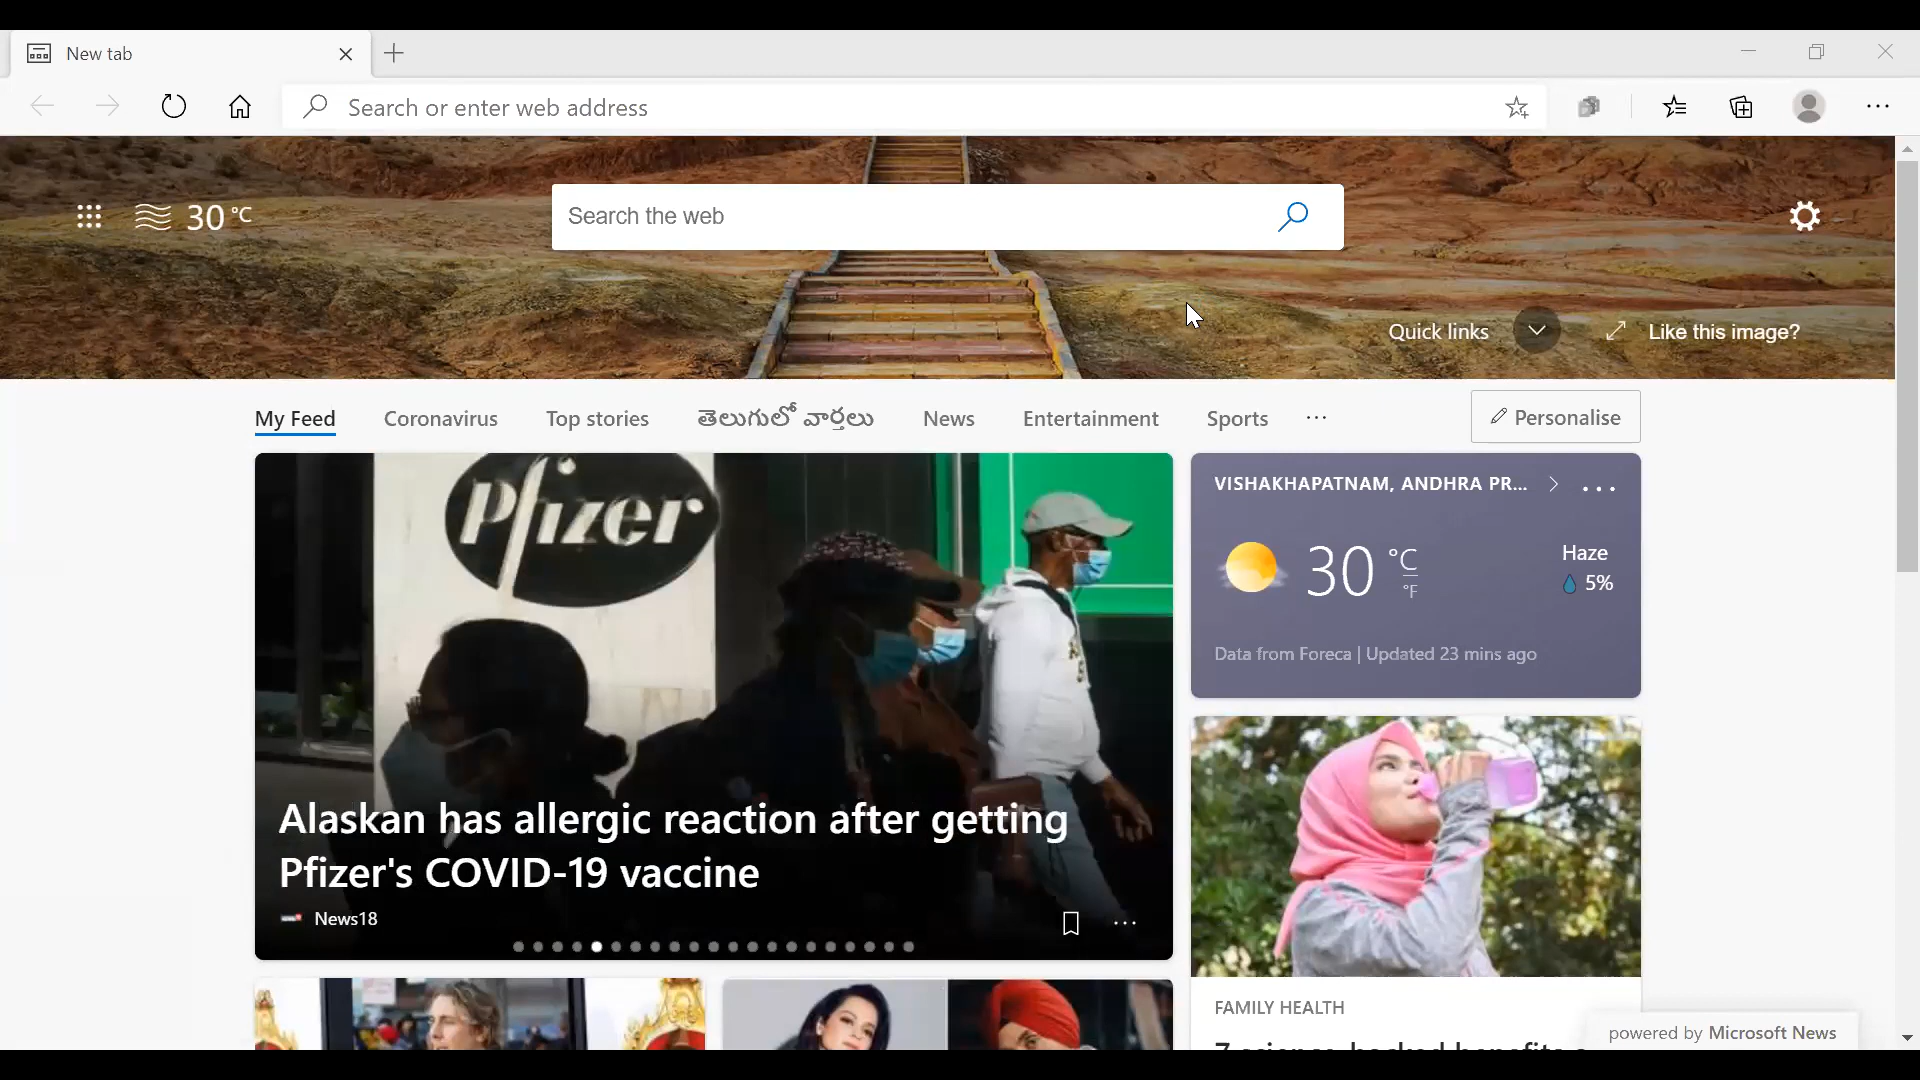 New tab
Search or enter web address
30 °C
Search the web
Quick links
Like this image?
My Feed
Coronavirus
Top stories
తెలుగులో వార్తలు
News
Entertainment
Sports
Personalise
Pfizer
Alaskan has allergic reaction after getting
Pfizer's COVID-19 vaccine
News18
VISHAKHAPATNAM, ANDHRA PR...
30 °C
°F
Haze
5%
Data from Foreca | Updated 23 mins ago
FAMILY HEALTH
powered by Microsoft News